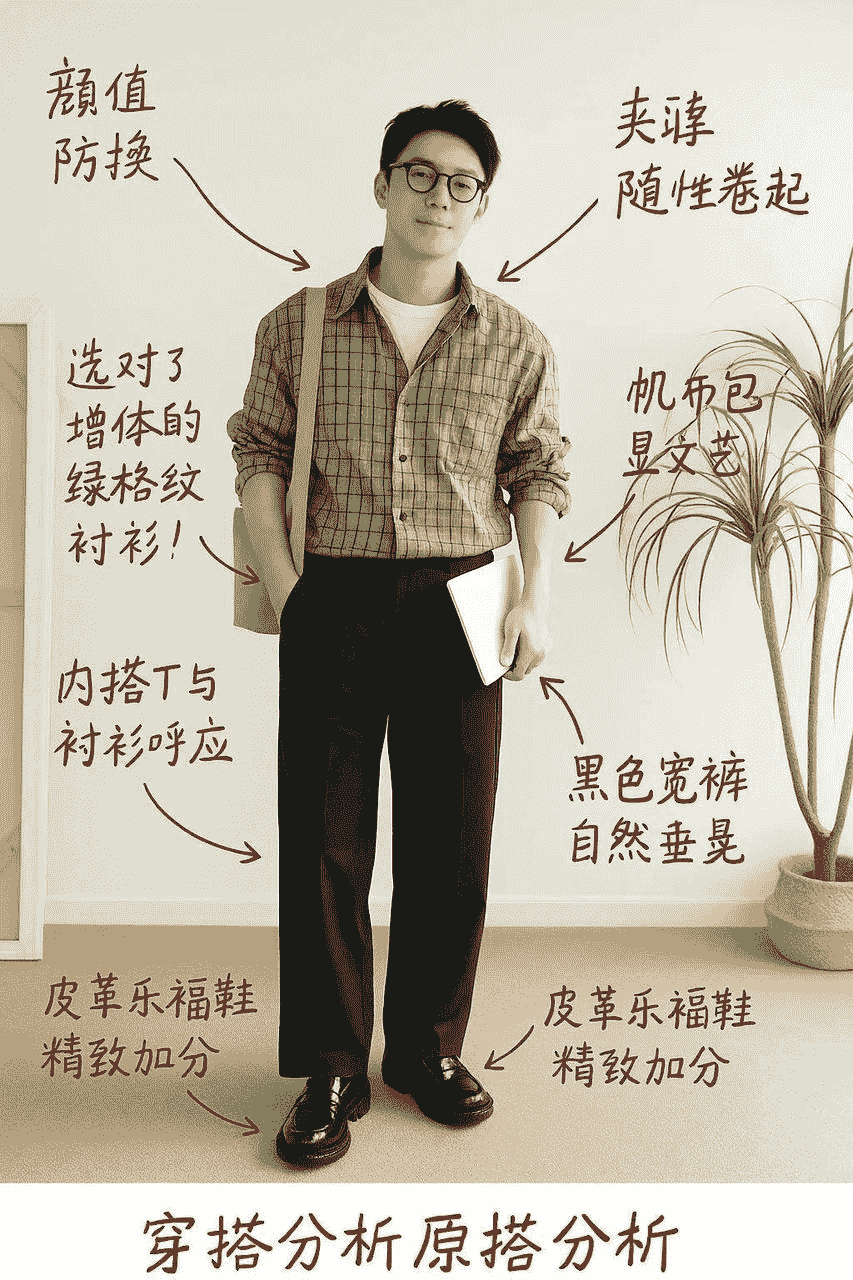 颜值
防换
随性卷起
选对了
增体的
绿格纹
衬衫！
帆布包
显文艺
内搭T与
衬衫呼应
黑色宽裤
自然垂晃
皮革乐福鞋
精致加分
皮革乐福鞋
精致加分
穿搭分析原搭分析